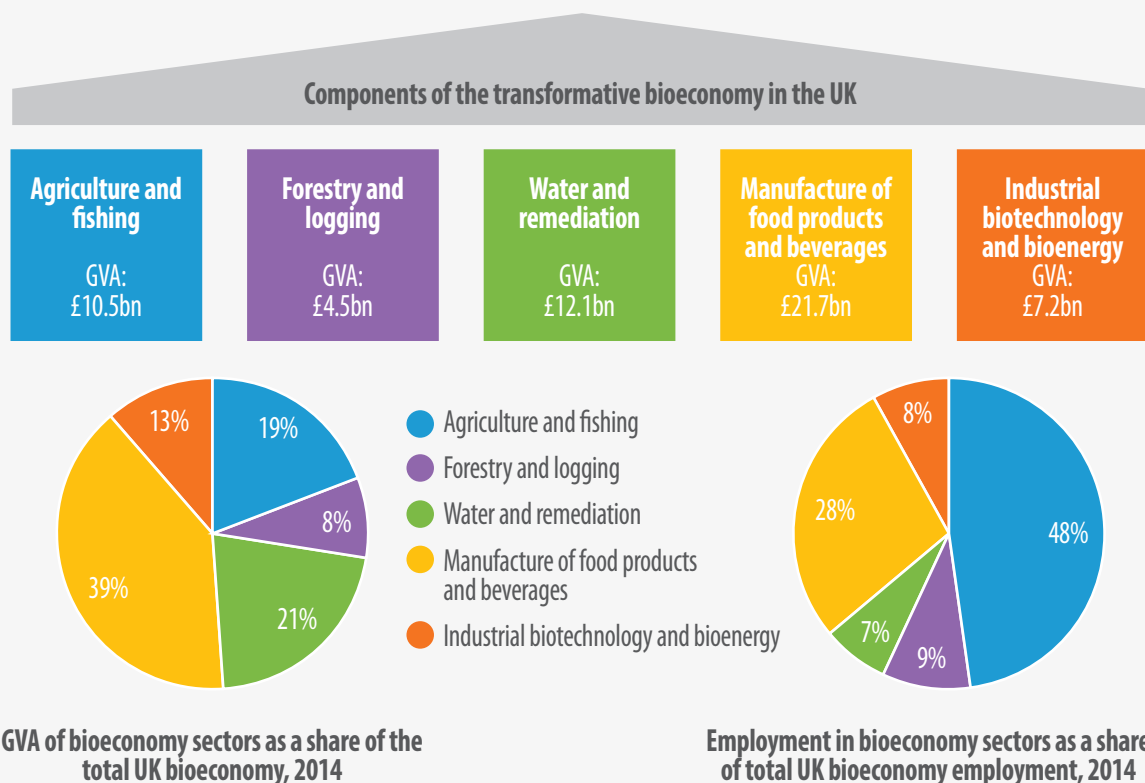 Components of the transformative bioeconomy in the UK
Agriculture and
fishing
GVA:
£10.5bn
Forestry and
logging
GVA:
£4.5bn
Water and
remediation
GVA:
£12.1bn
Manufacture of
food products
and beverages
GVA:
£21.7bn
Industrial
biotechnology
and bioenergy
GVA:
£7.2bn
13%
19%
8%
39%
21%
Agriculture and fishing
Forestry and logging
Water and remediation
Manufacture of food products
and beverages
Industrial biotechnology and bioenergy
8%
28%
48%
7%
9%
GVA of bioeconomy sectors as a share of the
total UK bioeconomy, 2014
Employment in bioeconomy sectors as a share
of total UK bioeconomy employment, 2014